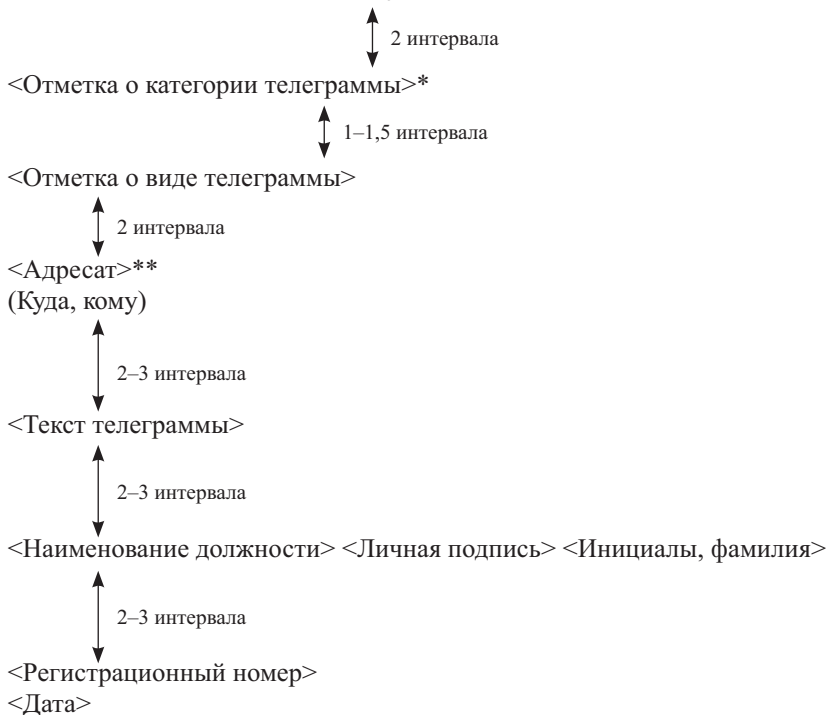 2 интервала
<Отметка о категории телеграммы>*
1–1,5 интервала
<Отметка о виде телеграммы>
2 интервала
<Адресат>**
(Куда, кому)
2–3 интервала
<Текст телеграммы>
2–3 интервала
<Наименование должности> <Личная подпись> <Инициалы, фамилия>
2–3 интервала
<Регистрационный номер>
<Дата>